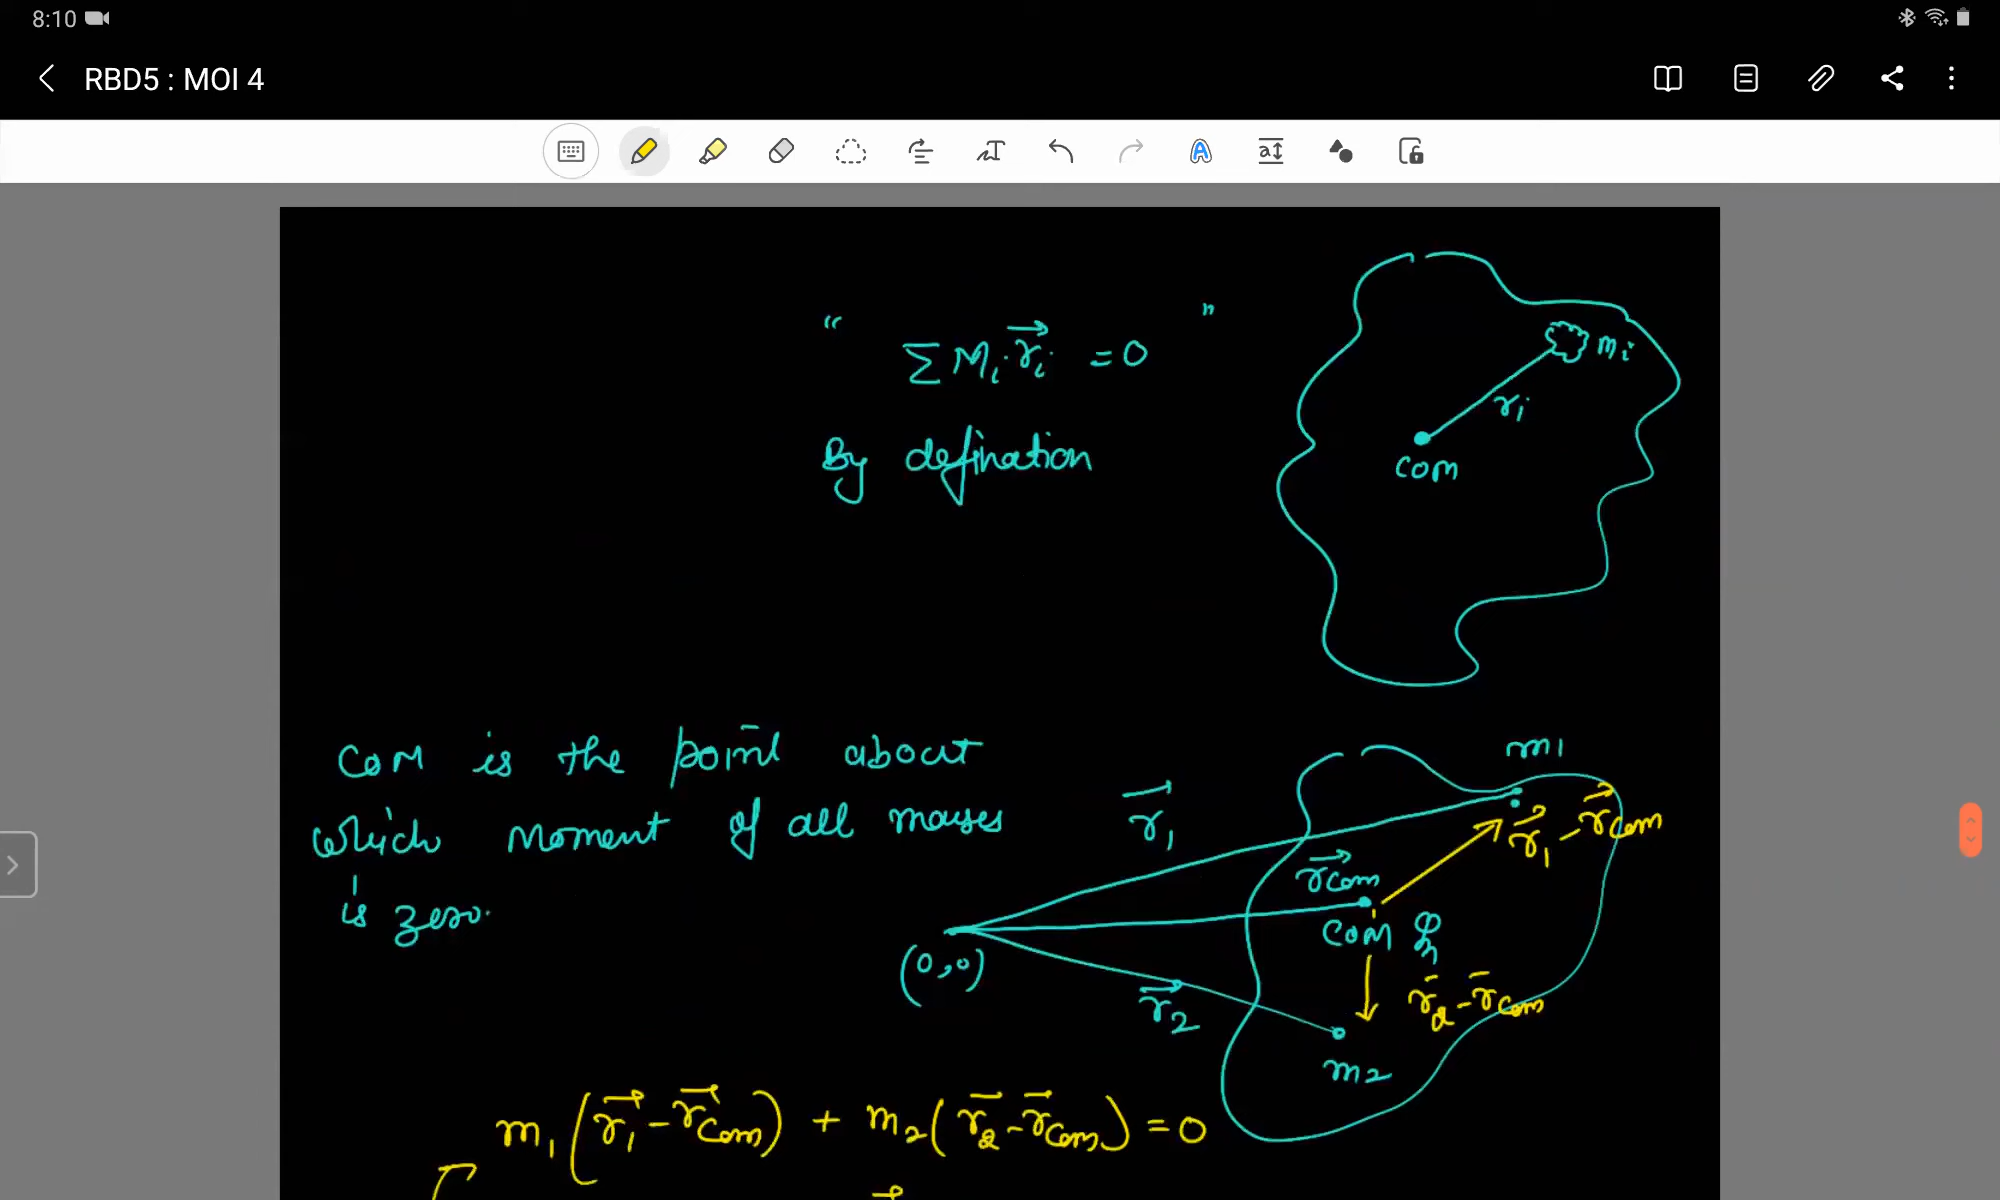 8:10
RBD5 : MOI 4
“ Σ Mᵢ r⃗ᵢ = 0 ”
By defination
mᵢ
rᵢ
COM
COM is the point about
which Moment of all masses
is zero.
m1
r⃗₁
r⃗₁ - r⃗com
r⃗com
COM
(0,0)
r⃗₂
r̄₂ - r̄com
m2
m₁ (r⃗₁ - r⃗com) + m₂ (r̄₂ - r̄com) = 0